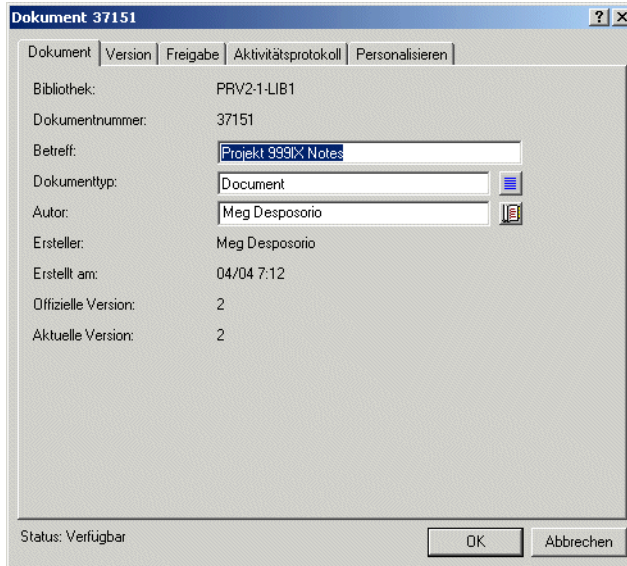 Dokument 37151
Dokument Version Freigabe Aktivitätsprotokoll Personalisieren
Bibliothek: PRV2-1-LIB1
Dokumentnummer: 37151
Betreff: Projekt 999IX Notes
Dokumenttyp: Document
Autor: Meg Desposorio
Ersteller: Meg Desposorio
Erstellt am: 04/04 7:12
Offizielle Version: 2
Aktuelle Version: 2
Status: Verfügbar OK Abbrechen